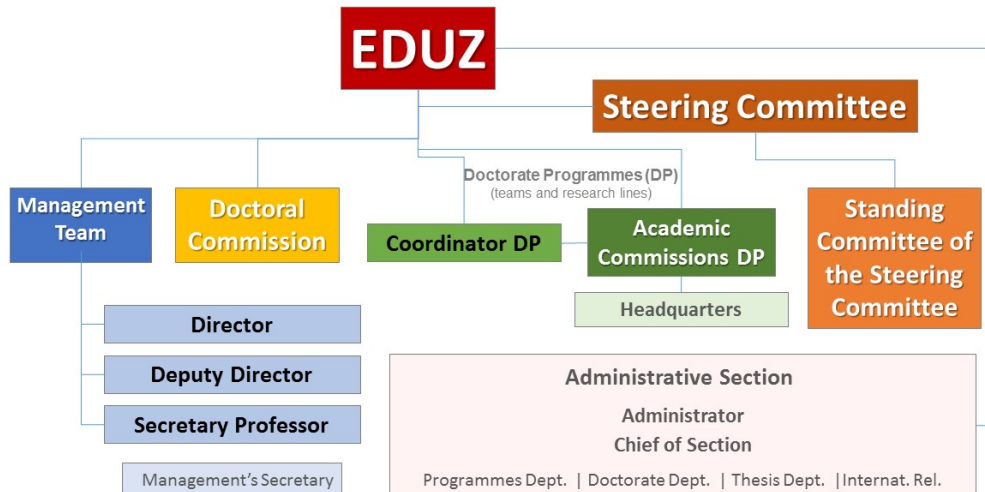 EDUZ
Steering Committee
Doctorate Programmes (DP)
(teams and research lines)
Management
Team
Doctoral
Commission
Coordinator DP
Academic
Commissions DP
Standing
Committee of
the Steering
Committee
Headquarters
Director
Deputy Director
Secretary Professor
Management's Secretary
Administrative Section
Administrator
Chief of Section
Programmes Dept. | Doctorate Dept. | Thesis Dept. |Internat. Rel.